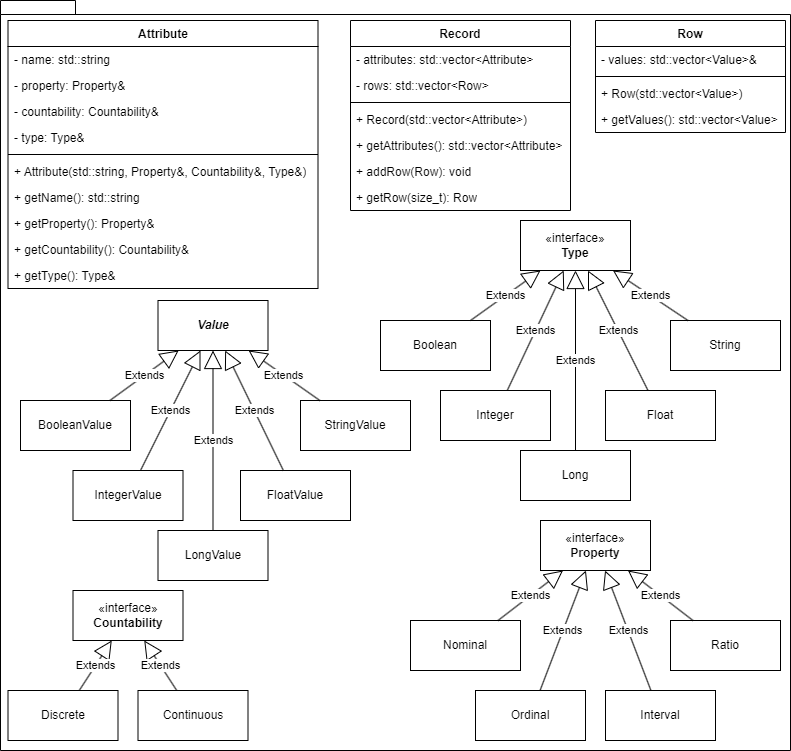 Attribute
- name: std::string
- property: Property&
- countability: Countability&
- type: Type&
+ Attribute(std::string, Property&, Countability&, Type&)
+ getName(): std::string
+ getProperty(): Property&
+ getCountability(): Countability&
+ getType(): Type&
Record
- attributes: std::vector<Attribute>
- rows: std::vector<Row>
+ Record(std::vector<Attribute>)
+ getAttributes(): std::vector<Attribute>
+ addRow(Row): void
+ getRow(size_t): Row
Row
- values: std::vector<Value>&
+ Row(std::vector<Value>)
+ getValues(): std::vector<Value>
«interface»
Type
Extends
Extends
Extends
Extends
Extends
Boolean
String
Integer
Float
Long
Value
Extends
Extends
Extends
Extends
Extends
BooleanValue
StringValue
IntegerValue
FloatValue
LongValue
«interface»
Property
Extends
Extends
Extends
Extends
Nominal
Ratio
Ordinal
Interval
«interface»
Countability
Extends
Extends
Discrete
Continuous